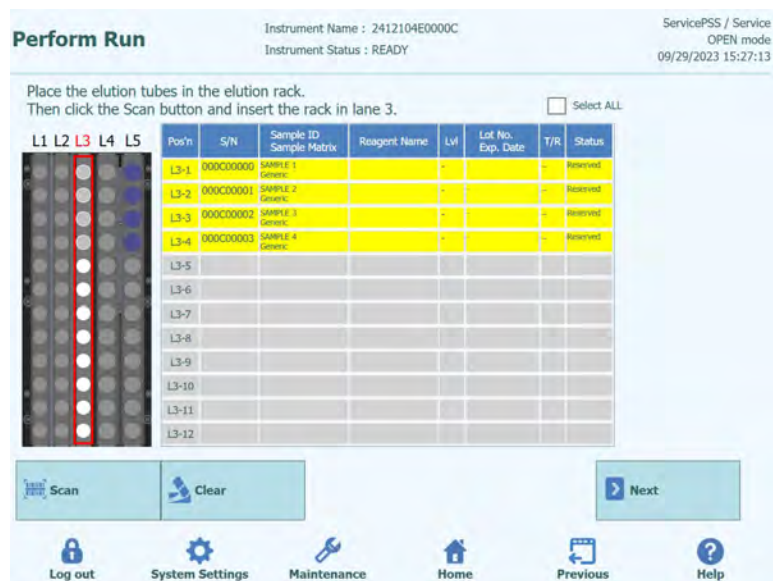 Perform Run
Instrument Name : 2412104E0000C
Instrument Status : READY
ServicePSS / Service
OPEN mode
09/29/2023 15:27:13
Place the elution tubes in the elution rack.
Then click the Scan button and insert the rack in lane 3.
Select ALL
L1 L2 L3 L4 L5
Pos'n S/N Sample ID Sample Matrix Reagent Name Lvl Lot No. Exp. Date T/R Status
L3-1 000C00000 SAMPLE 1 Generic - - Reserved
L3-2 000C00001 SAMPLE 2 Generic - - - Reserved
L3-3 000C00002 SAMPLE 3 Generic - - - Reserved
L3-4 000C00003 SAMPLE 4 Generic - - - Reserved
L3-5
L3-6
L3-7
L3-8
L3-9
L3-10
L3-11
L3-12
Scan
Clear
Next
Log out
System Settings
Maintenance
Home
Previous
Help